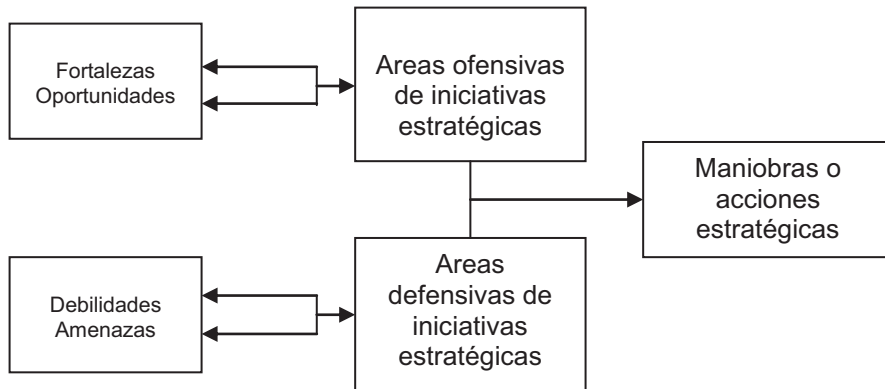 Fortalezas
Oportunidades
Areas ofensivas
de iniciativas
estratégicas
Maniobras o
acciones
estratégicas
Debilidades
Amenazas
Areas
defensivas de
iniciativas
estratégicas